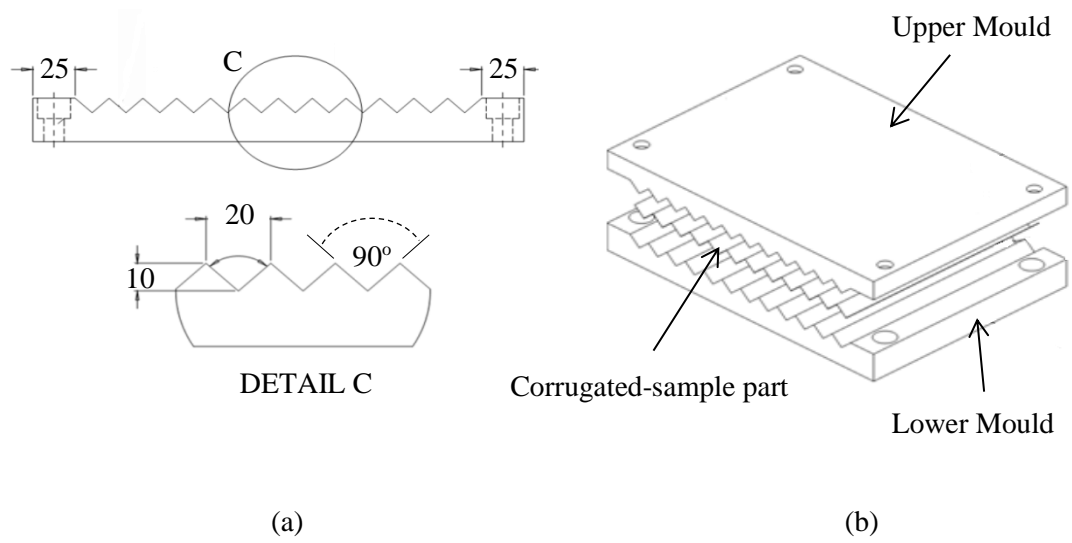 C
25
25
20
10
90º
DETAIL C
(a)
Upper Mould
Corrugated-sample part
Lower Mould
(b)